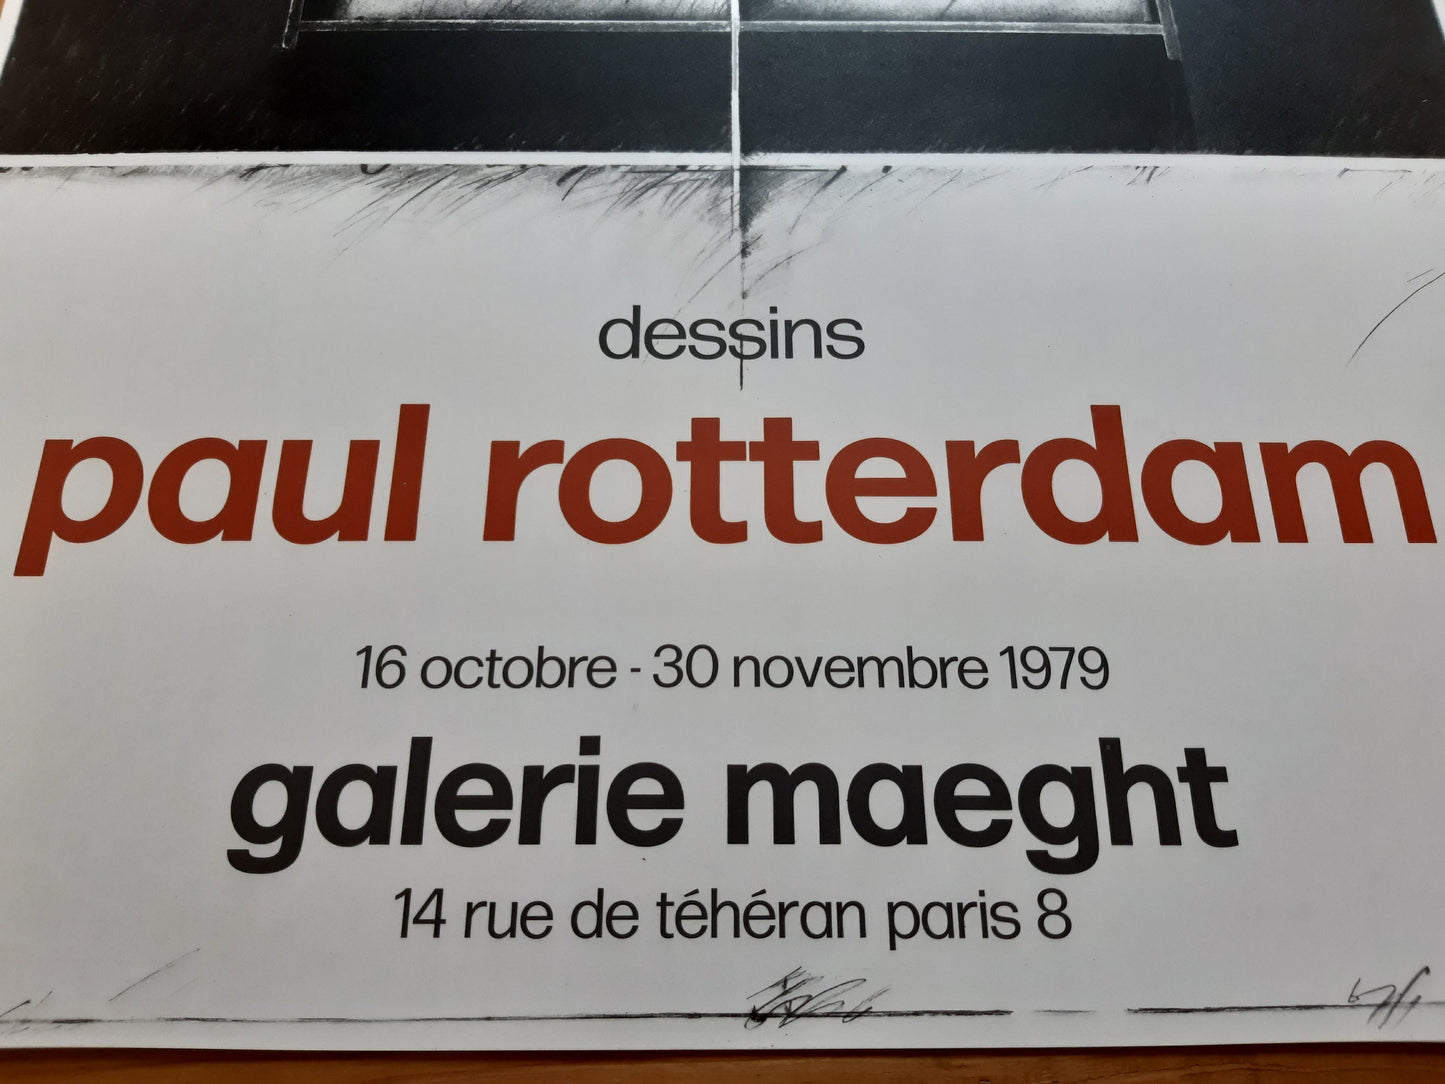 dessins
paul rotterdam
16 octobre - 30 novembre 1979
galerie maeght
14 rue de téhéran paris 8